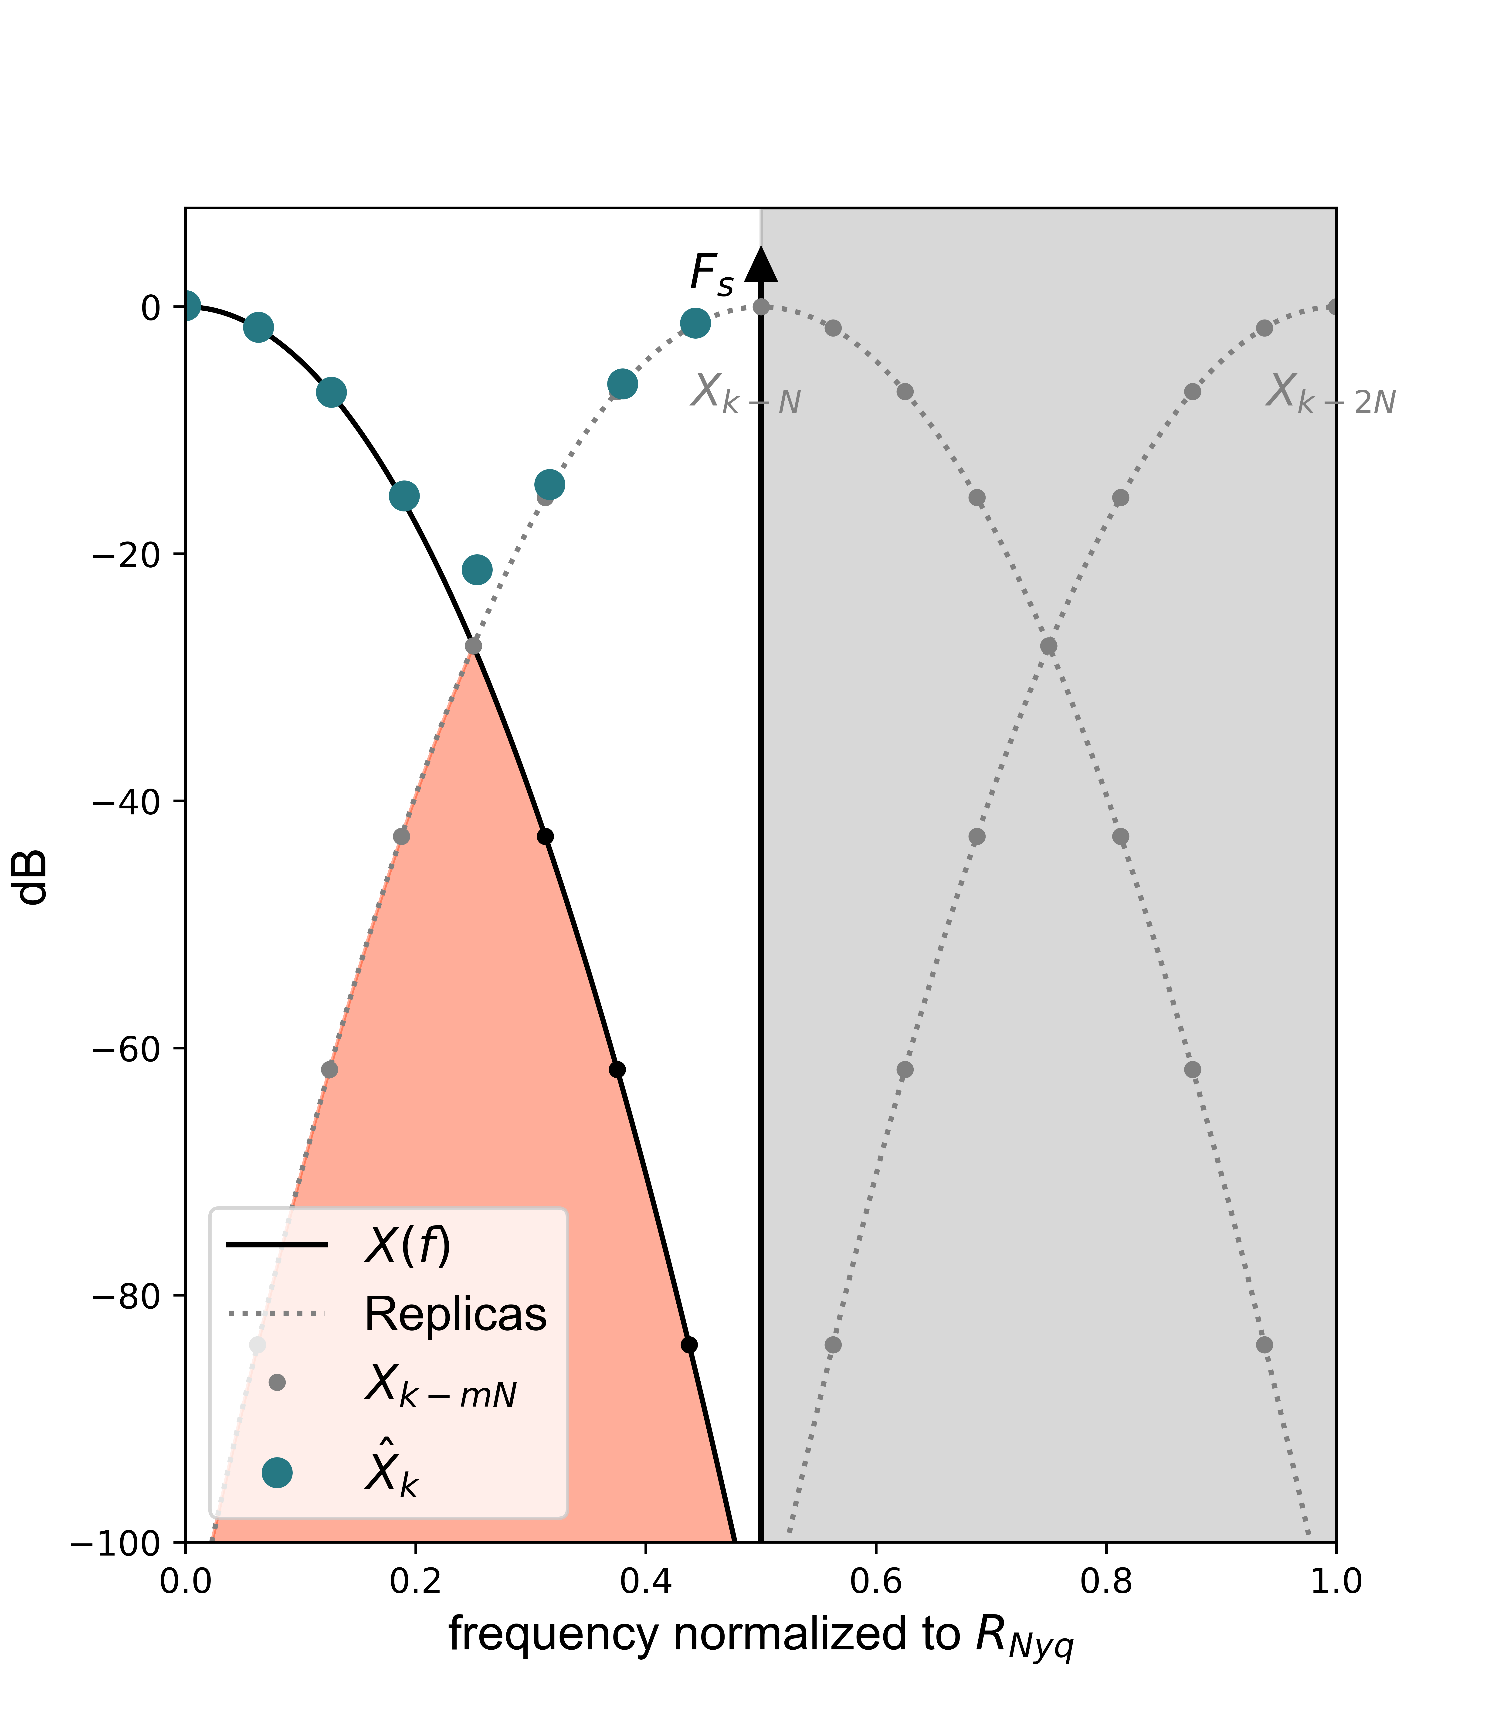 F_s
0
X_{k-N}
X_{k-2N}
−20
−40
dB
−60
−80
−100
X(f)
Replicas
X_{k-mN}
X̂_k
0.0 0.2 0.4 0.6 0.8 1.0
frequency normalized to R_{Nyq}